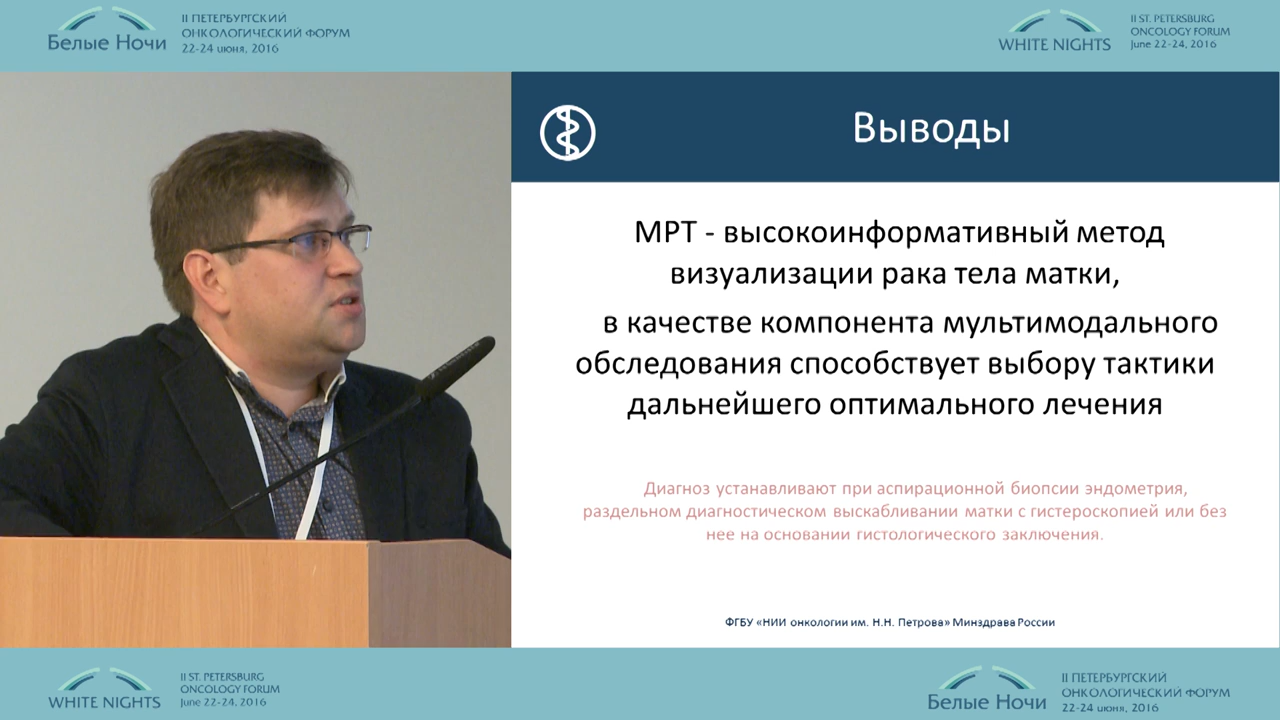 Белые Ночи
II ПЕТЕРБУРГСКИЙ
ОНКОЛОГИЧЕСКИЙ ФОРУМ
22-24 июня, 2016
WHITE NIGHTS
II ST. PETERSBURG
ONCOLOGY FORUM
June 22-24, 2016
Выводы
МРТ - высокоинформативный метод
визуализации рака тела матки,
в качестве компонента мультимодального
обследования способствует выбору тактики
дальнейшего оптимального лечения
Диагноз устанавливают при аспирационной биопсии эндометрия,
раздельном диагностическом выскабливании матки с гистероскопией или без
нее на основании гистологического заключения.
ФГБУ «НИИ онкологии им. Н.Н. Петрова» Минздрава России
WHITE NIGHTS
II ST. PETERSBURG
ONCOLOGY FORUM
June 22-24, 2016
Белые Ночи
II ПЕТЕРБУРГСКИЙ
ОНКОЛОГИЧЕСКИЙ ФОРУМ
22-24 июня, 2016